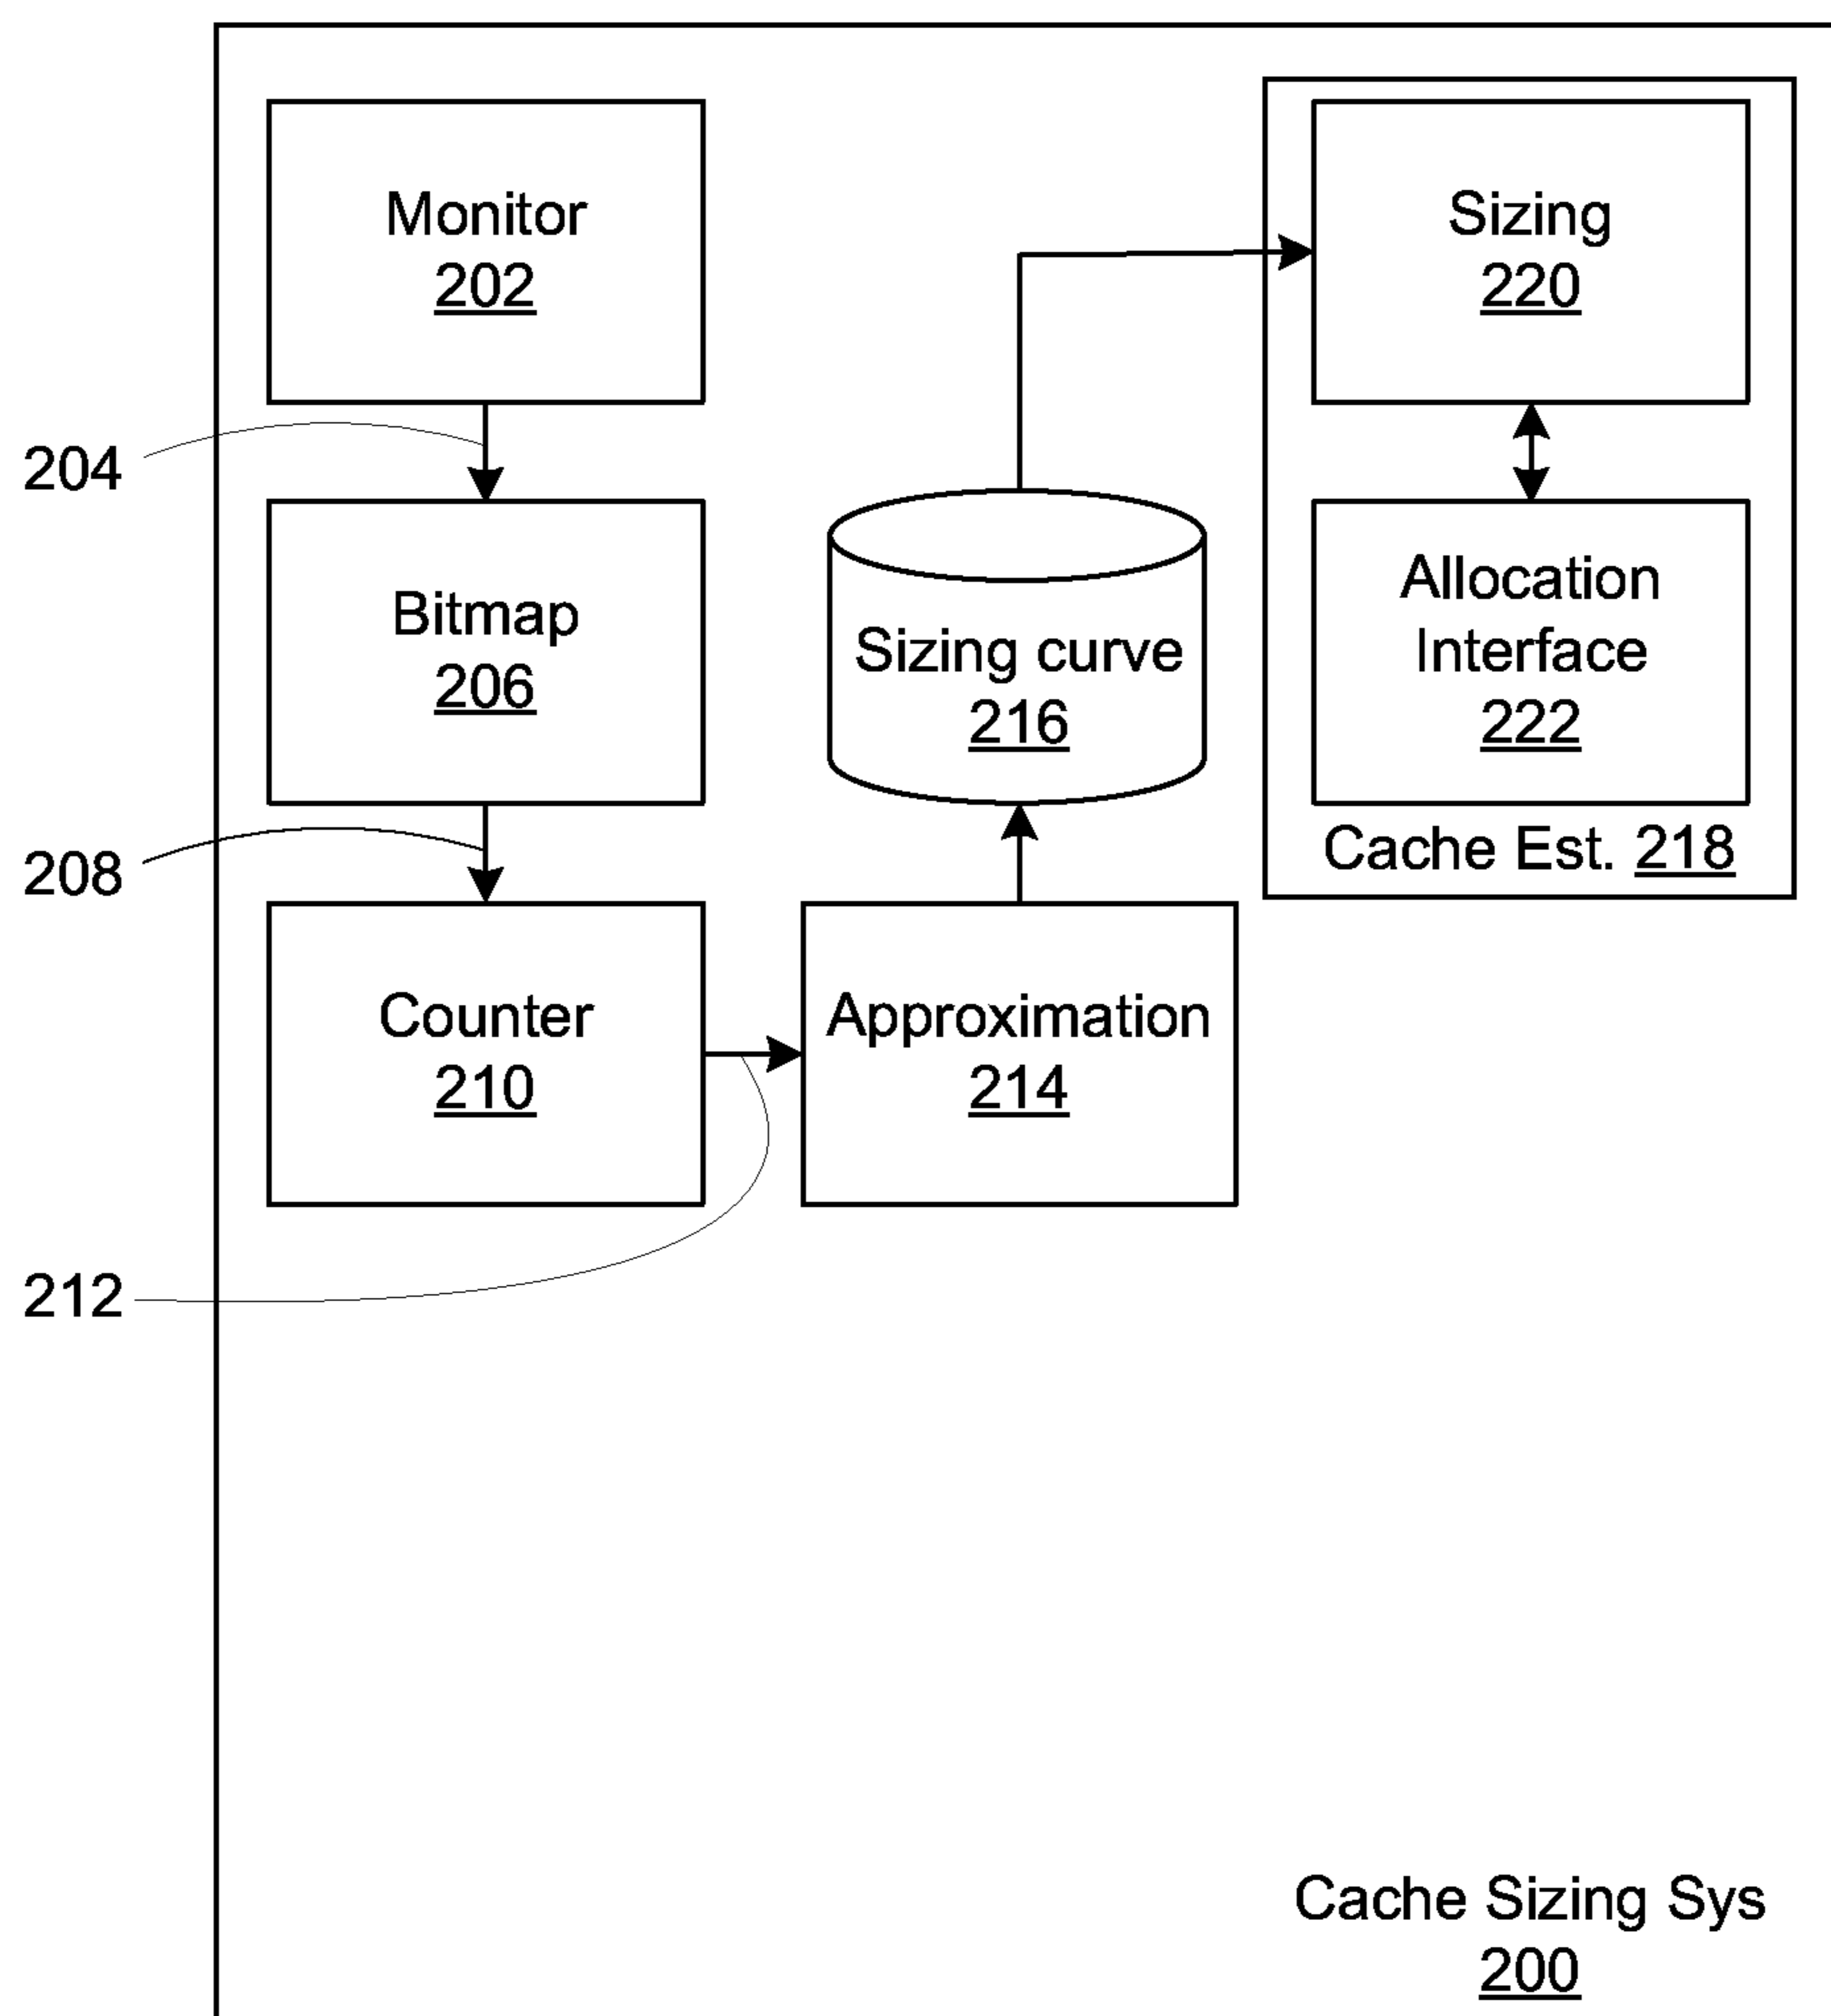 Monitor
202
204
Bitmap
206
208
Counter
210
212
Approximation
214
Sizing curve
216
Sizing
220
Allocation
Interface
222
Cache Est. 218
Cache Sizing Sys
200